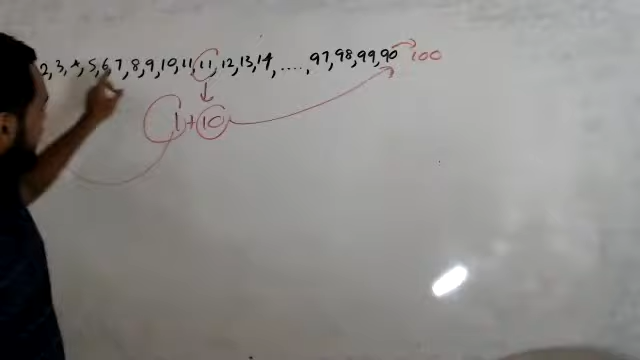 2, 3, 4, 5, 6, 7, 8, 9, 10, 11, 11, 12, 13, 14, ...., 97, 98, 99, 90 100
1 + 10